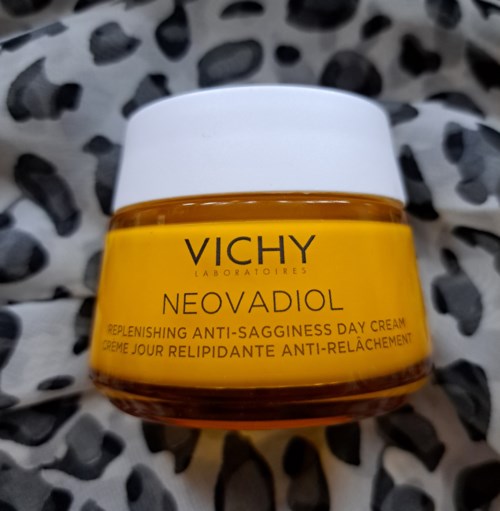 VICHY
LABORATOIRES
NEOVADIOL
REPLENISHING ANTI-SAGGINESS DAY CREAM
CRÈME JOUR RELIPIDANTE ANTI-RELÂCHEMENT